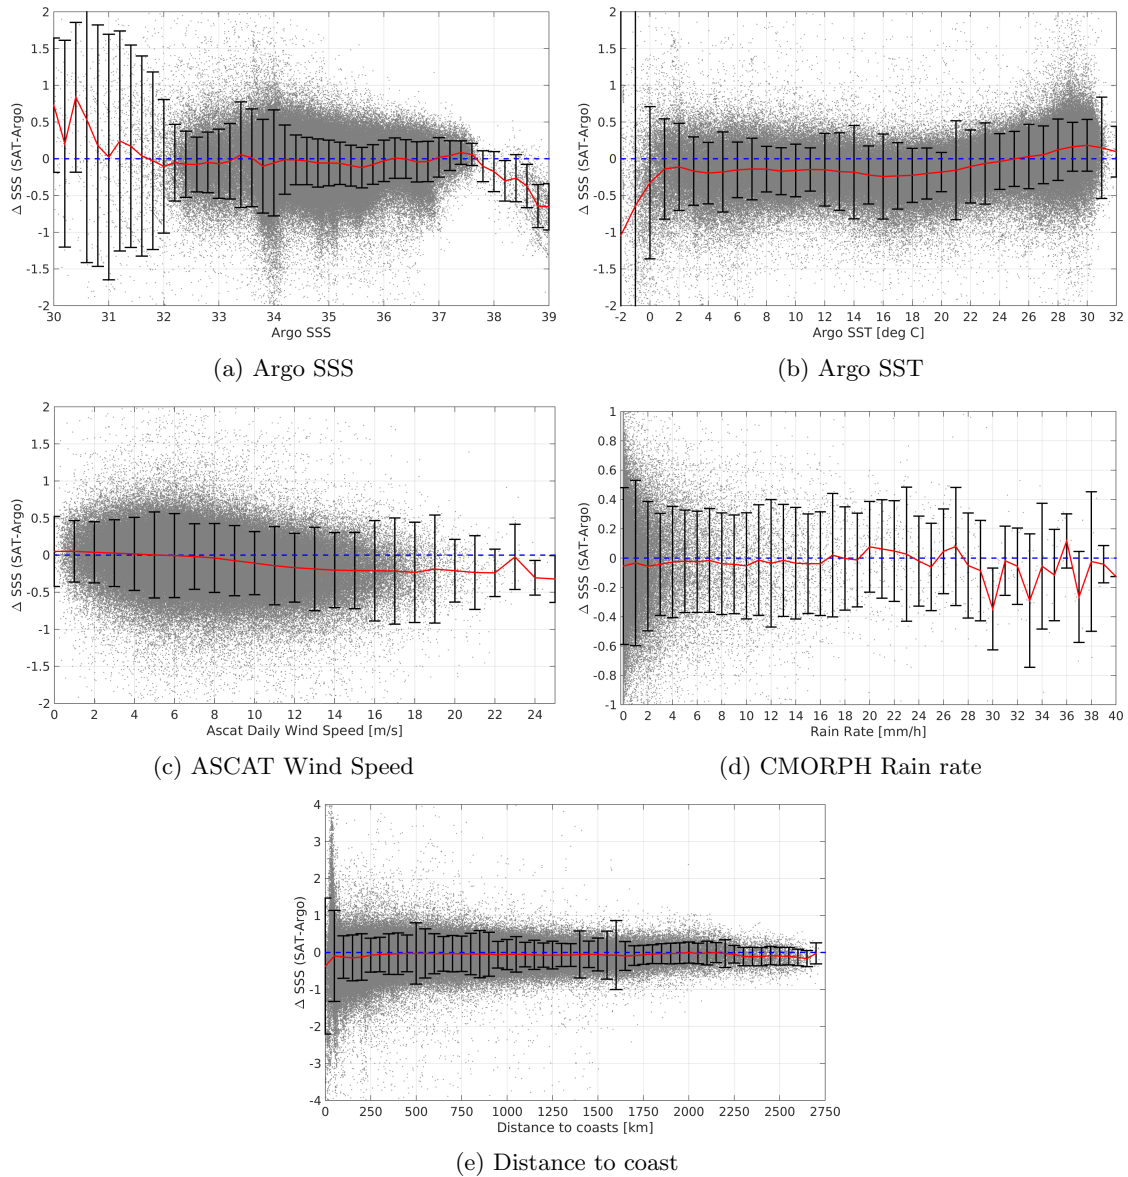 2
1.5
1
0.5
0
-0.5
-1
-1.5
-2
Δ SSS (SAT-Argo)
30 31 32 33 34 35 36 37 38 39
Argo SSS
(a) Argo SSS
2
1.5
1
0.5
0
-0.5
-1
-1.5
-2
Δ SSS (SAT-Argo)
-2 0 2 4 6 8 10 12 14 16 18 20 22 24 26 28 30 32
Argo SST [deg C]
(b) Argo SST
2
1.5
1
0.5
0
-0.5
-1
-1.5
-2
Δ SSS (SAT-Argo)
0 2 4 6 8 10 12 14 16 18 20 22 24
Ascat Daily Wind Speed [m/s]
(c) ASCAT Wind Speed
1
0.8
0.6
0.4
0.2
0
-0.2
-0.4
-0.6
-0.8
-1
Δ SSS (SAT-Argo)
0 2 4 6 8 10 12 14 16 18 20 22 24 26 28 30 32 34 36 38 40
Rain Rate [mm/h]
(d) CMORPH Rain rate
4
3
2
1
0
-1
-2
-3
-4
Δ SSS (SAT-Argo)
0 250 500 750 1000 1250 1500 1750 2000 2250 2500 2750
Distance to coasts [km]
(e) Distance to coast